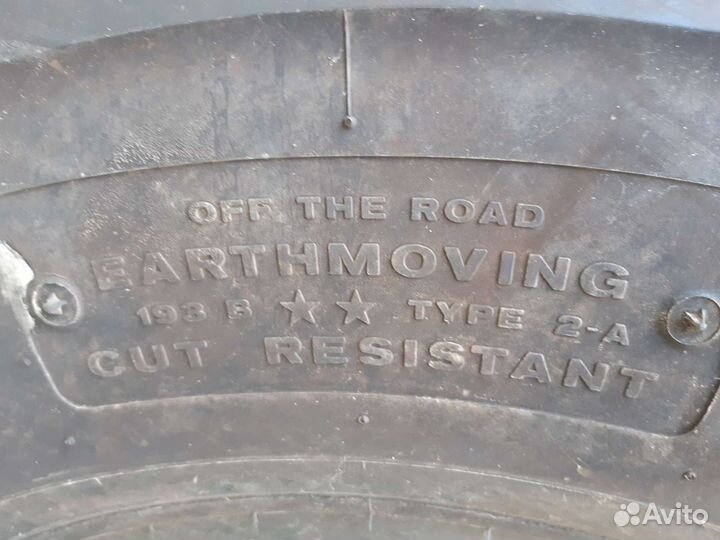 OFF THE ROAD
EARTHMOVING
193 B ★★ TYPE 2-A
CUT RESISTANT
Avito